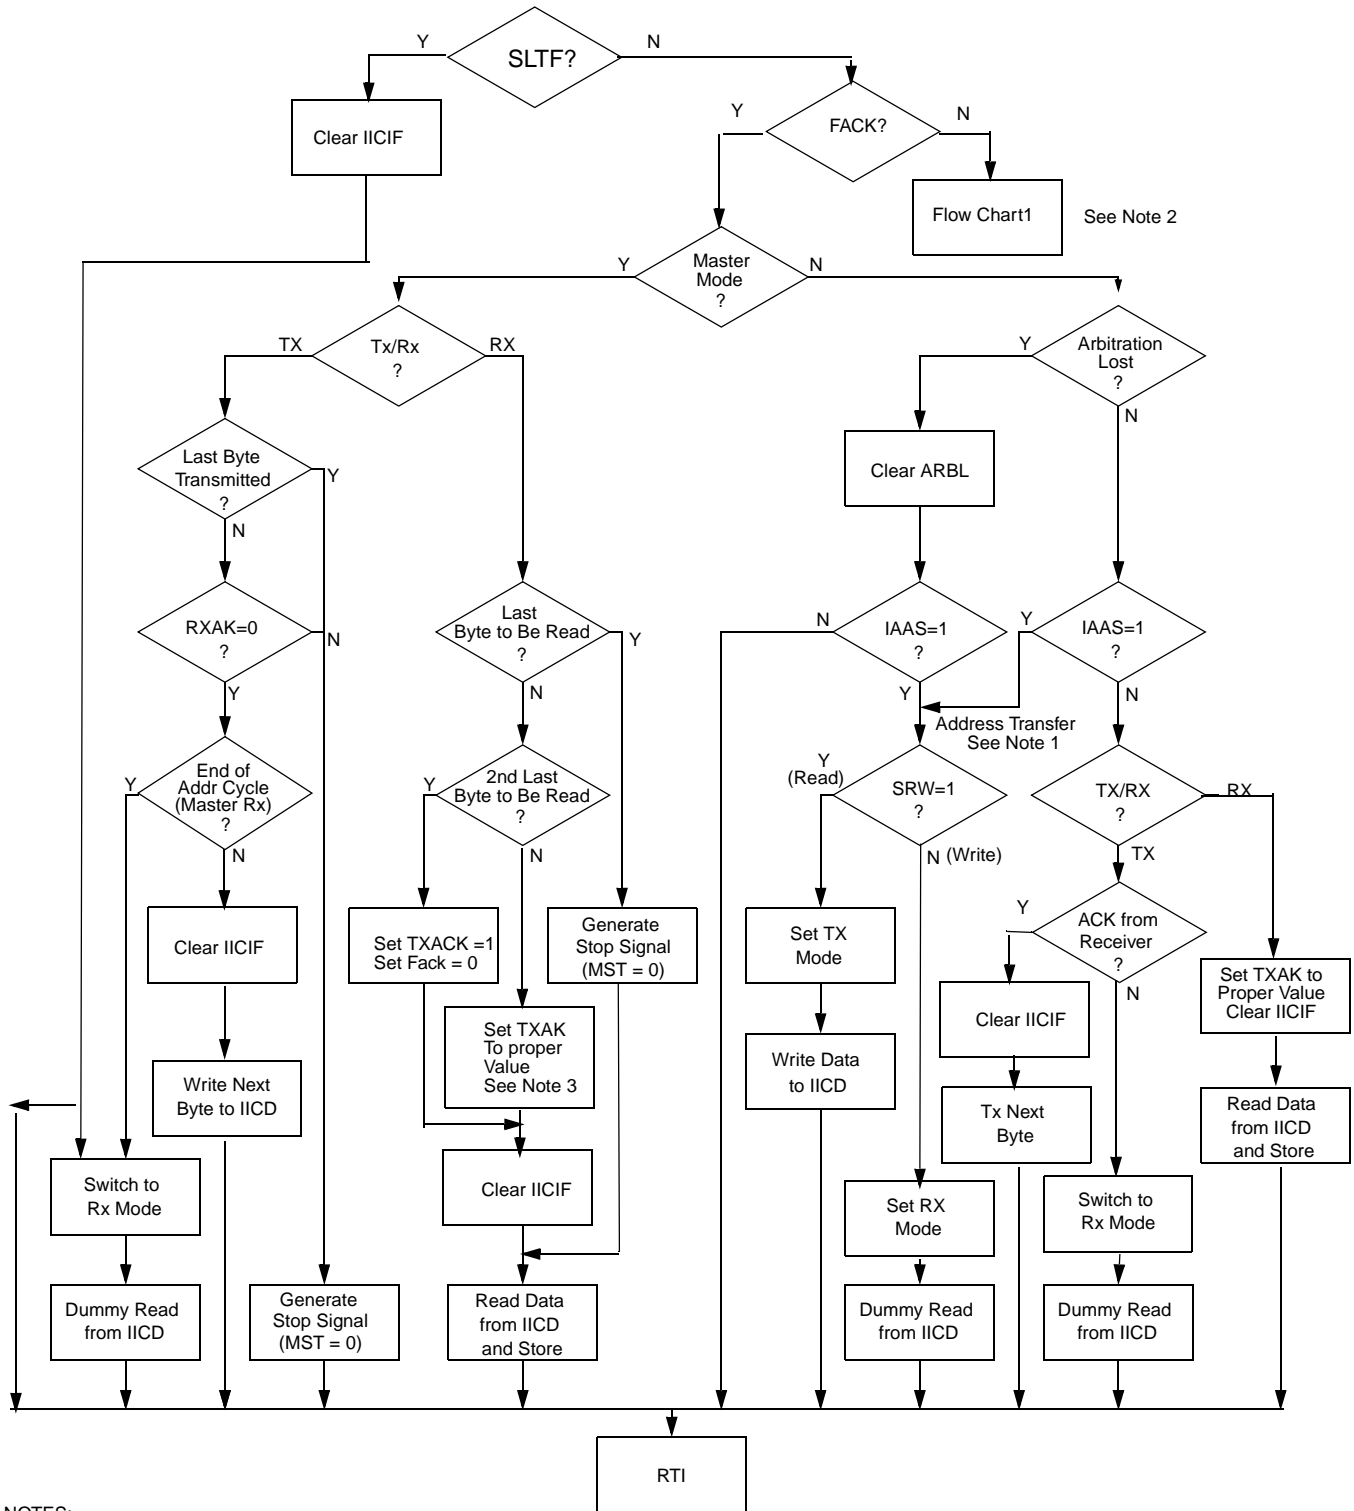 SLTF?
Y
N
Clear IICIF
FACK?
Y
N
Flow Chart1
See Note 2
Master
Mode
?
Y
N
Tx/Rx
?
TX
RX
Arbitration
Lost
?
Y
N
Last Byte
Transmitted
?
Y
N
Clear ARBL
RXAK=0
?
N
Y
Last
Byte to Be Read
?
Y
N
IAAS=1
?
N
Y
IAAS=1
?
Y
N
Address Transfer
See Note 1
End of
Addr Cycle
(Master Rx)
?
Y
N
2nd Last
Byte to Be Read
?
Y
N
SRW=1
?
Y
(Read)
N (Write)
TX/RX
?
RX
TX
Clear IICIF
Set TXACK =1
Set Fack = 0
Generate
Stop Signal
(MST = 0)
Set TX
Mode
ACK from
Receiver
?
Y
N
Set TXAK to
Proper Value
Clear IICIF
Set TXAK
To proper
Value
See Note 3
Clear IICIF
Write Next
Byte to IICD
Write Data
to IICD
Tx Next
Byte
Read Data
from IICD
and Store
Switch to
Rx Mode
Clear IICIF
Set RX
Mode
Switch to
Rx Mode
Dummy Read
from IICD
Generate
Stop Signal
(MST = 0)
Read Data
from IICD
and Store
Dummy Read
from IICD
Dummy Read
from IICD
RTI
NOTES: